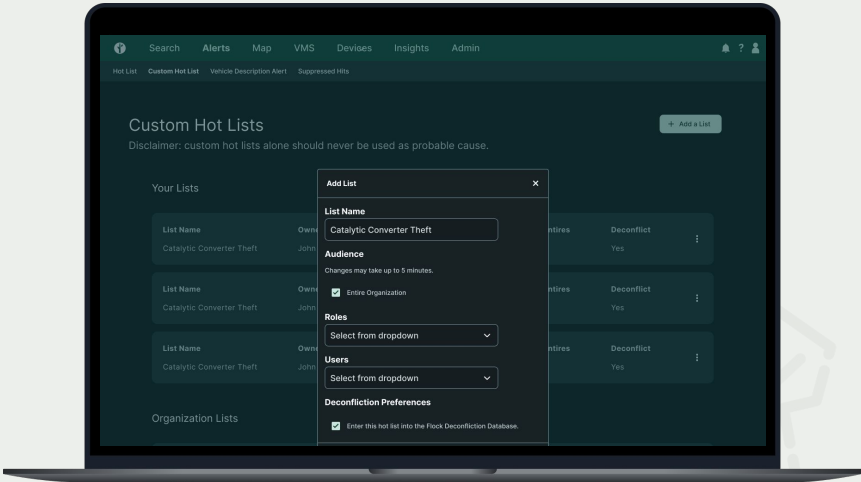 Search Alerts Map VMS Devises Insights Admin ?
Hot List Custom Hot List Vehicle Description Alert Suppressed Hits
Custom Hot Lists
+ Add a List
Disclaimer: custom hot lists alone should never be used as probable cause.
Your Lists
List Name Owne ntires Deconflict
Catalytic Converter Theft John Yes
List Name Owne ntires Deconflict
Catalytic Converter Theft John Yes
List Name Owne ntires Deconflict
Catalytic Converter Theft John Yes
Organization Lists
Add List
List Name
Catalytic Converter Theft
Audience
Changes may take up to 5 minutes.
Entire Organization
Roles
Select from dropdown
Users
Select from dropdown
Deconfliction Preferences
Enter this hot list into the Flock Deconfliction Database.